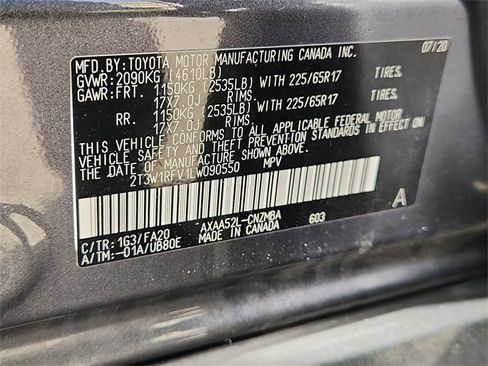 MFD.BY: TOYOTA MOTOR MANUFACTURING CANADA INC. 07/20
GVWR: 2090KG (4610LB)
GAWR: FRT. 1150KG (2535LB) WITH 225/65R17 TIRES
17X7.0J RIMS
RR. 1150KG (2535LB) WITH 225/65R17 TIRES
17X7.0J RIMS
THIS VEHICLE CONFORMS TO ALL APPLICABLE FEDERAL MOTOR
VEHICLE SAFETY AND THEFT PREVENTION STANDARDS IN EFFECT ON
THE DATE OF MANUFACTURE SHOWN ABOVE.
2T3W1RFV1LW090550 MPV
A
C/TR: 1G3/FA20 AXAA52L-CNZMBA 603
A/TM: -01A/U680E MADE IN CANADA